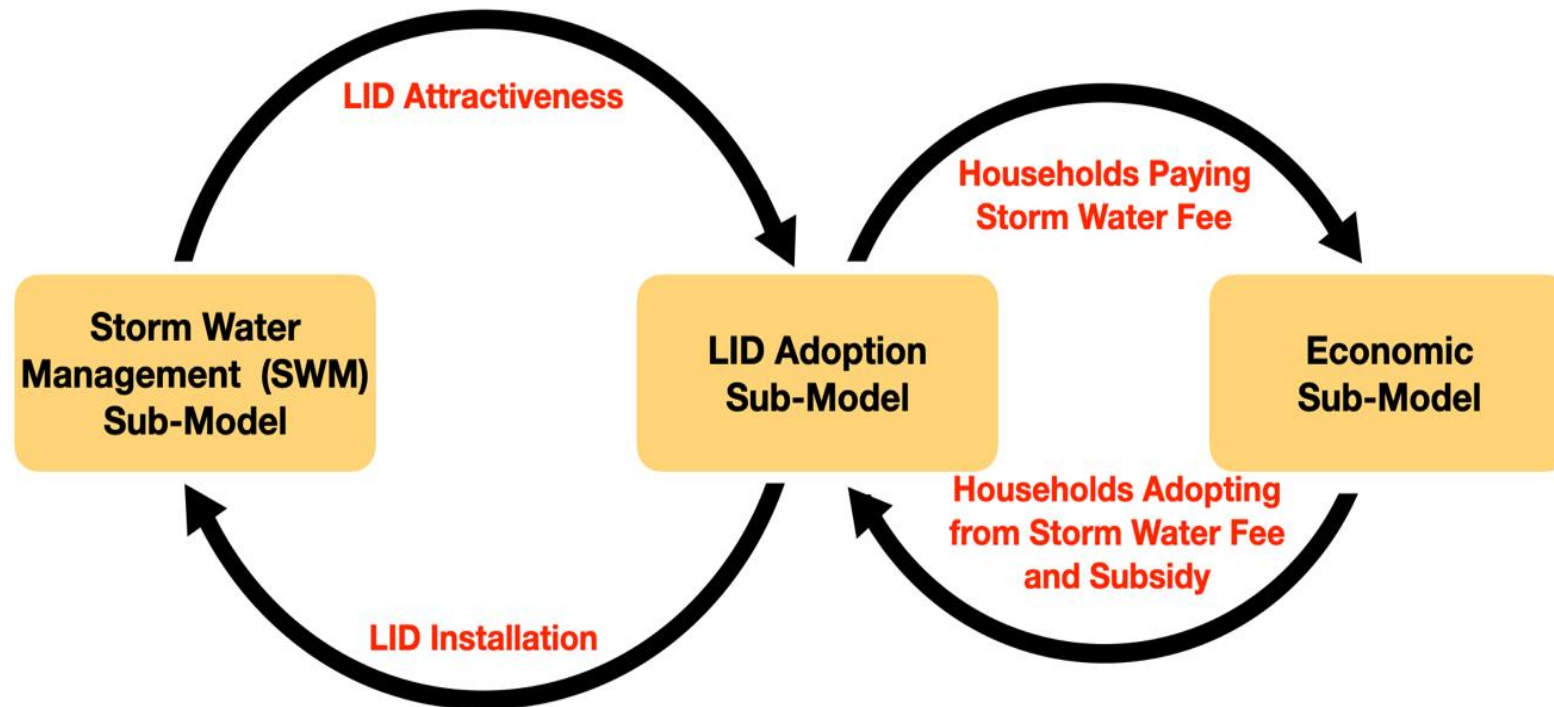 LID Attractiveness
Households Paying
Storm Water Fee
Storm Water
Management (SWM)
Sub-Model
LID Adoption
Sub-Model
Economic
Sub-Model
Households Adopting
from Storm Water Fee
and Subsidy
LID Installation